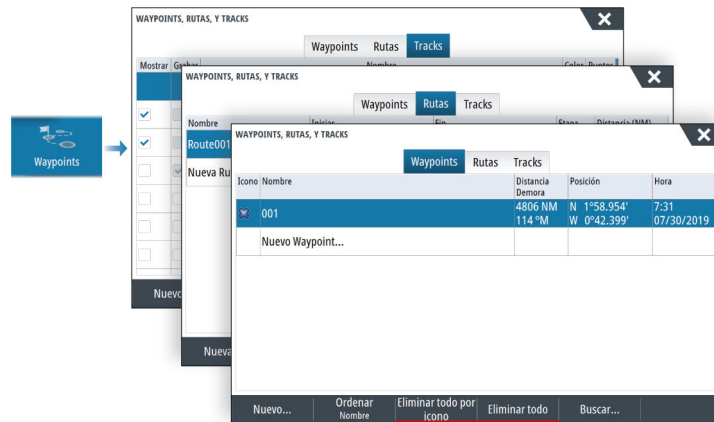 WAYPOINTS, RUTAS, Y TRACKS
Waypoints Rutas Tracks
Mostrar Grabar Nombre Color Puntos
Nuevo
WAYPOINTS, RUTAS, Y TRACKS
Waypoints Rutas Tracks
Nombre Iniciar Fin Etapa Distancia (NM)
Route001
Nueva Ru
Nueva
WAYPOINTS, RUTAS, Y TRACKS
Waypoints Rutas Tracks
Icono Nombre Distancia Posición Hora
Demora
001 4806 NM N 1°58.954' 7:31
114 °M W 0°42.399' 07/30/2019
Nuevo Waypoint...
Nuevo... Ordenar Eliminar todo por Eliminar todo Buscar...
Nombre icono
Waypoints